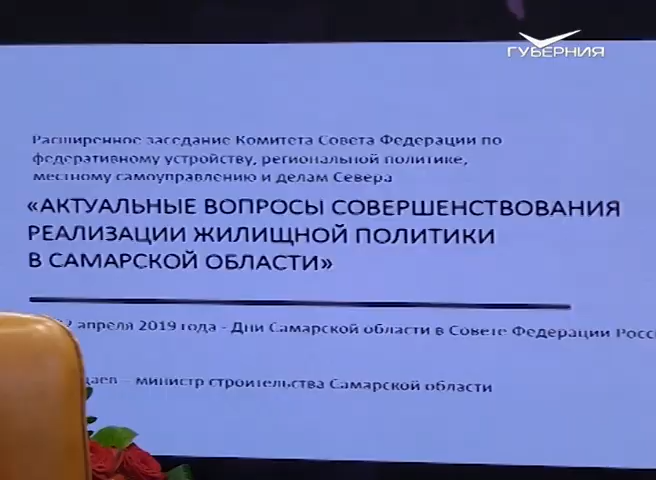 ГУБЕРНИЯ
Расширенное заседание Комитета Совета Федерации по
федеративному устройству, региональной политике,
местному самоуправлению и делам Севера
«АКТУАЛЬНЫЕ ВОПРОСЫ СОВЕРШЕНСТВОВАНИЯ
РЕАЛИЗАЦИИ ЖИЛИЩНОЙ ПОЛИТИКИ
В САМАРСКОЙ ОБЛАСТИ»
апреля 2019 года - Дни Самарской области в Совете Федерации
– министр строительства Самарской области